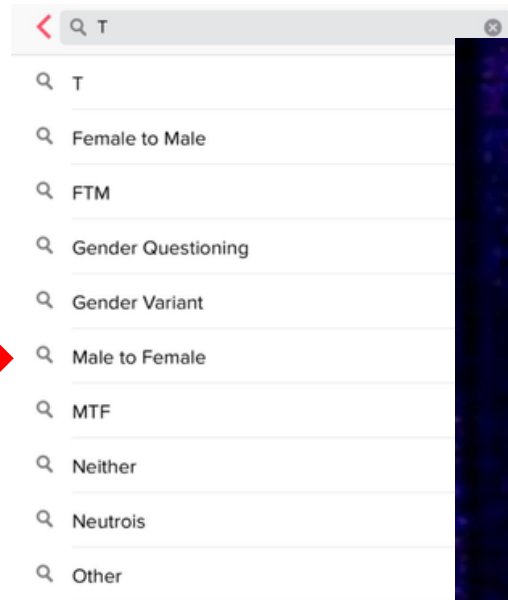 T
T
Female to Male
FTM
Gender Questioning
Gender Variant
Male to Female
MTF
Neither
Neutrois
Other